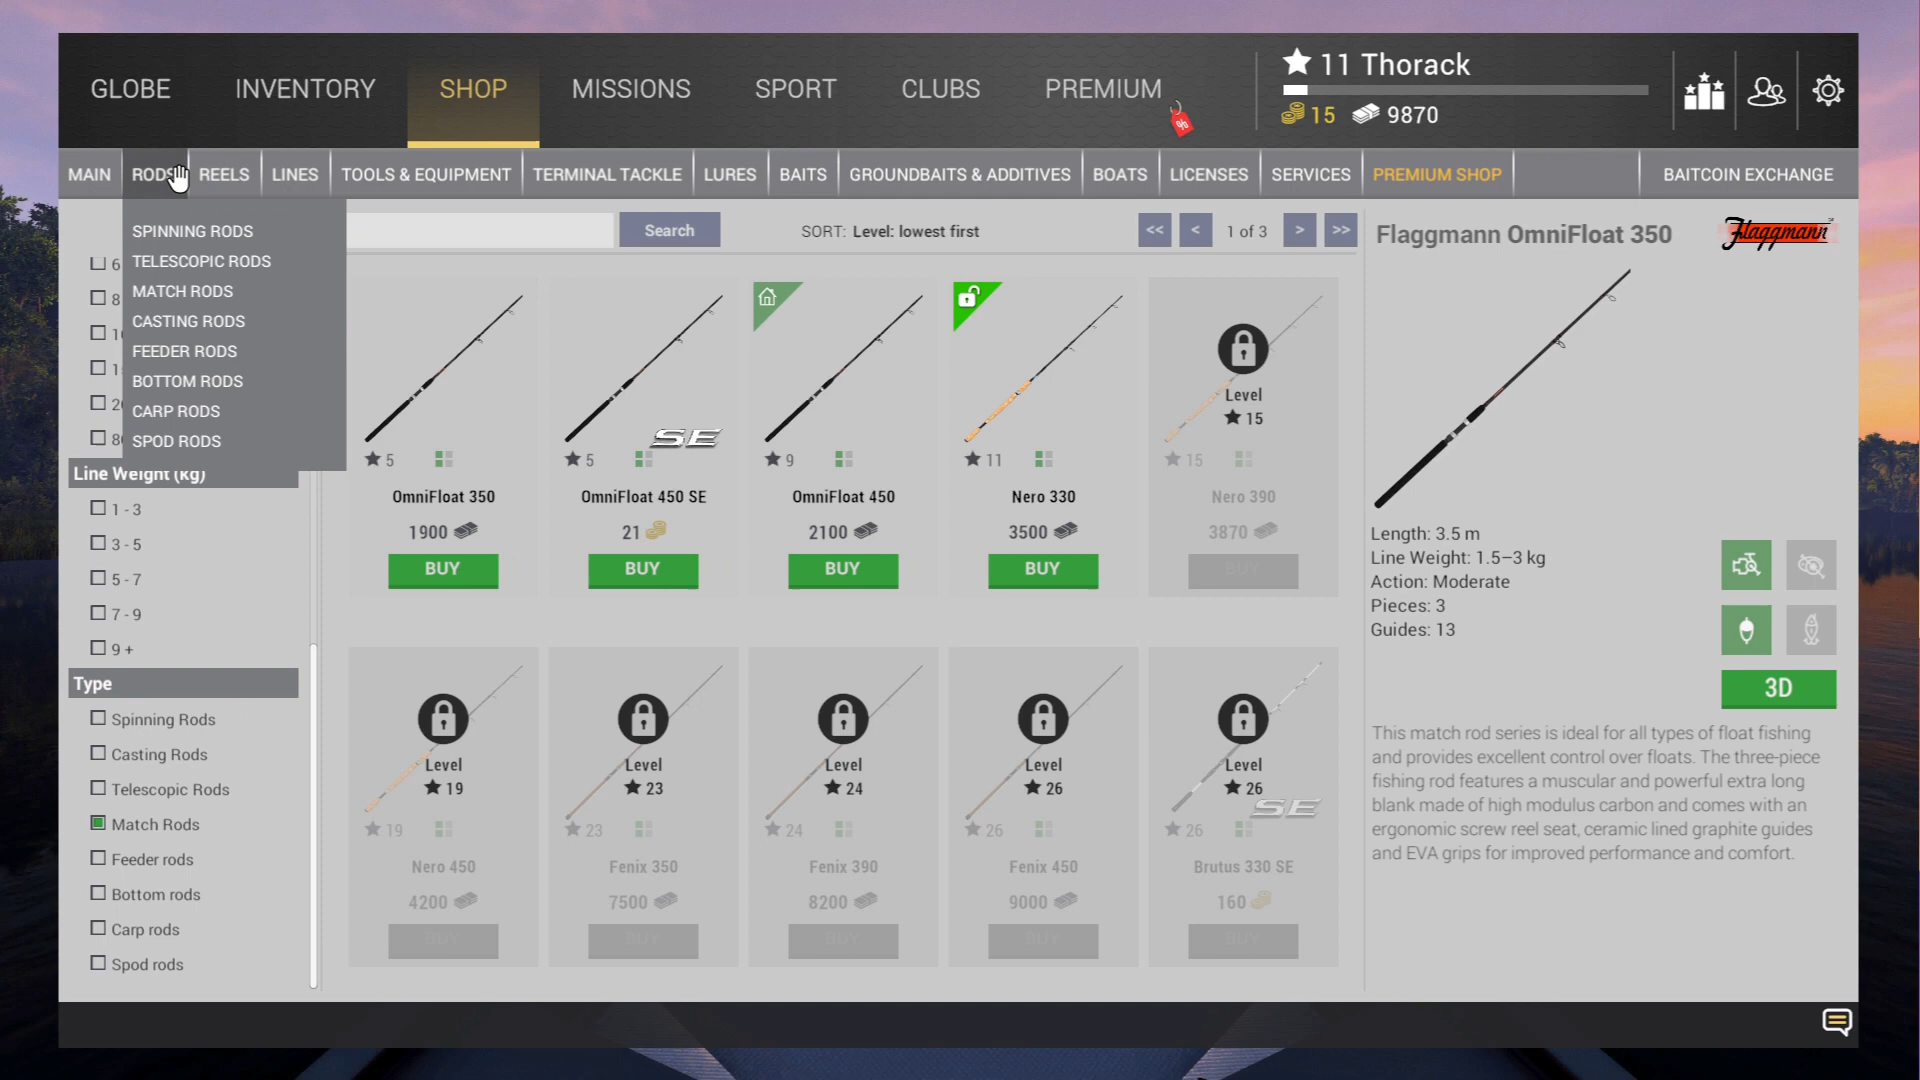 GLOBE
INVENTORY
SHOP
MISSIONS
SPORT
CLUBS
PREMIUM
%
11 Thorack
15
9870
MAIN
RODS
REELS
LINES
TOOLS & EQUIPMENT
TERMINAL TACKLE
LURES
BAITS
GROUNDBAITS & ADDITIVES
BOATS
LICENSES
SERVICES
PREMIUM SHOP
BAITCOIN EXCHANGE
SPINNING RODS
TELESCOPIC RODS
MATCH RODS
CASTING RODS
FEEDER RODS
BOTTOM RODS
CARP RODS
SPOD RODS
Search
SORT: Level: lowest first
<<
<
1 of 3
>
>>
6
8
Line Weight (kg)
1 - 3
3 - 5
5 - 7
7 - 9
9 +
Type
Spinning Rods
Casting Rods
Telescopic Rods
Match Rods
Feeder rods
Bottom rods
Carp rods
Spod rods
5
OmniFloat 350
1900
BUY
SE
5
OmniFloat 450 SE
21
BUY
9
OmniFloat 450
2100
BUY
11
Nero 330
3500
BUY
Level
15
15
Nero 390
3870
BUY
Level
19
19
Nero 450
4200
BUY
Level
23
23
Fenix 350
7500
BUY
Level
24
24
Fenix 390
8200
BUY
Level
26
26
Fenix 450
9000
BUY
Level
26
SE
26
Brutus 330 SE
160
BUY
Flaggmann OmniFloat 350
Flaggmann
Length: 3.5 m
Line Weight: 1.5–3 kg
Action: Moderate
Pieces: 3
Guides: 13
3D
This match rod series is ideal for all types of float fishing
and provides excellent control over floats. The three-piece
fishing rod features a muscular and powerful extra long
blank made of high modulus carbon and comes with an
ergonomic screw reel seat, ceramic lined graphite guides
and EVA grips for improved performance and comfort.